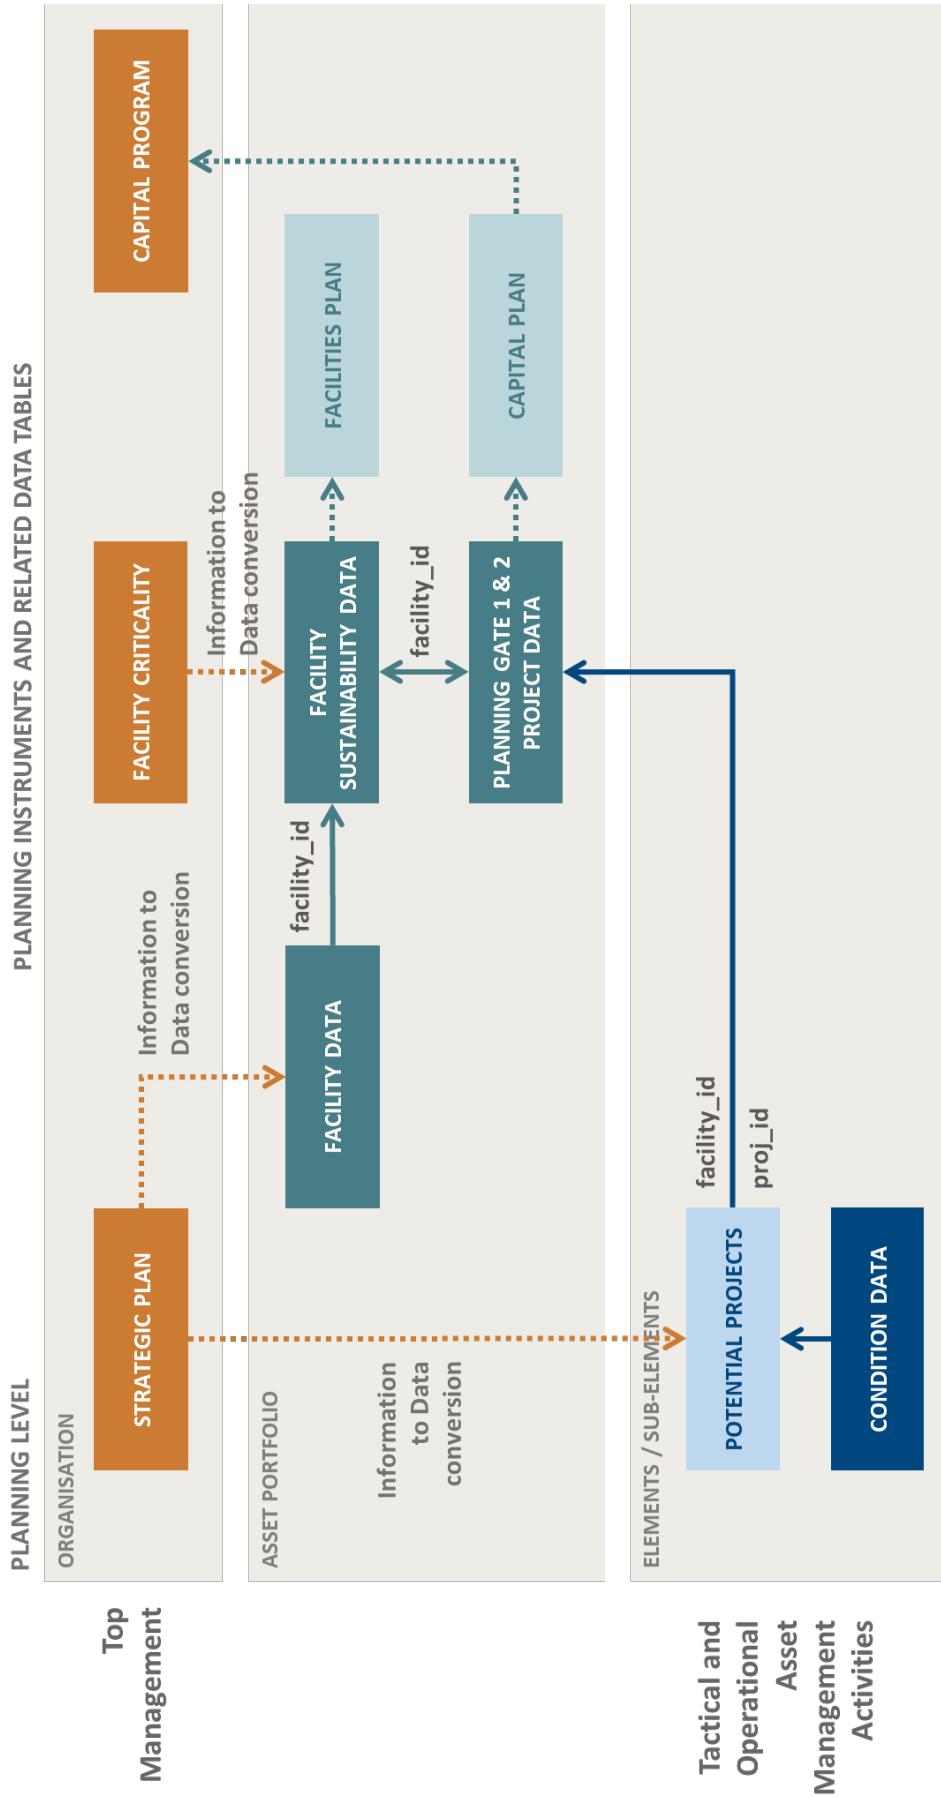 PLANNING LEVEL
PLANNING INSTRUMENTS AND RELATED DATA TABLES
Top
Management
ORGANISATION
STRATEGIC PLAN
Information to
Data conversion
FACILITY CRITICALITY
Information to
Data conversion
CAPITAL PROGRAM
ASSET PORTFOLIO
FACILITY DATA
facility_id
FACILITY
SUSTAINABILITY DATA
FACILITIES PLAN
Information
to Data
conversion
facility_id
PLANNING GATE 1 & 2
PROJECT DATA
CAPITAL PLAN
Tactical and
Operational
Asset
Management
Activities
ELEMENTS / SUB-ELEMENTS
POTENTIAL PROJECTS
facility_id
proj_id
CONDITION DATA